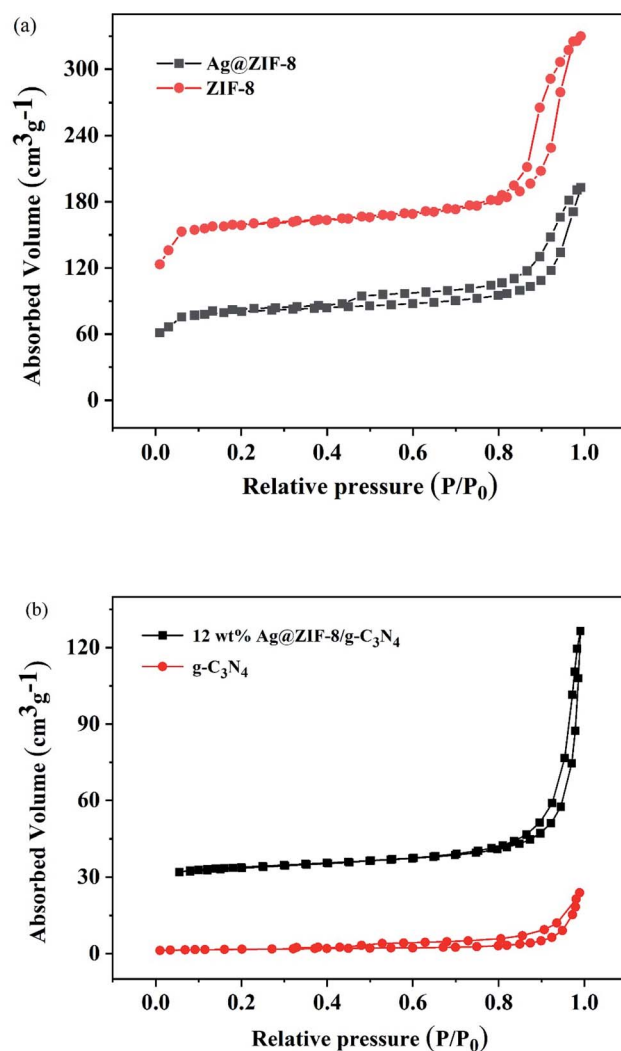 (a)
Ag@ZIF-8
ZIF-8
Absorbed Volume (cm³g⁻¹)
300
240
180
120
60
0
0.0 0.2 0.4 0.6 0.8 1.0
Relative pressure (P/P₀)
(b)
12 wt% Ag@ZIF-8/g-C₃N₄
g-C₃N₄
Absorbed Volume (cm³g⁻¹)
120
90
60
30
0
0.0 0.2 0.4 0.6 0.8 1.0
Relative pressure (P/P₀)